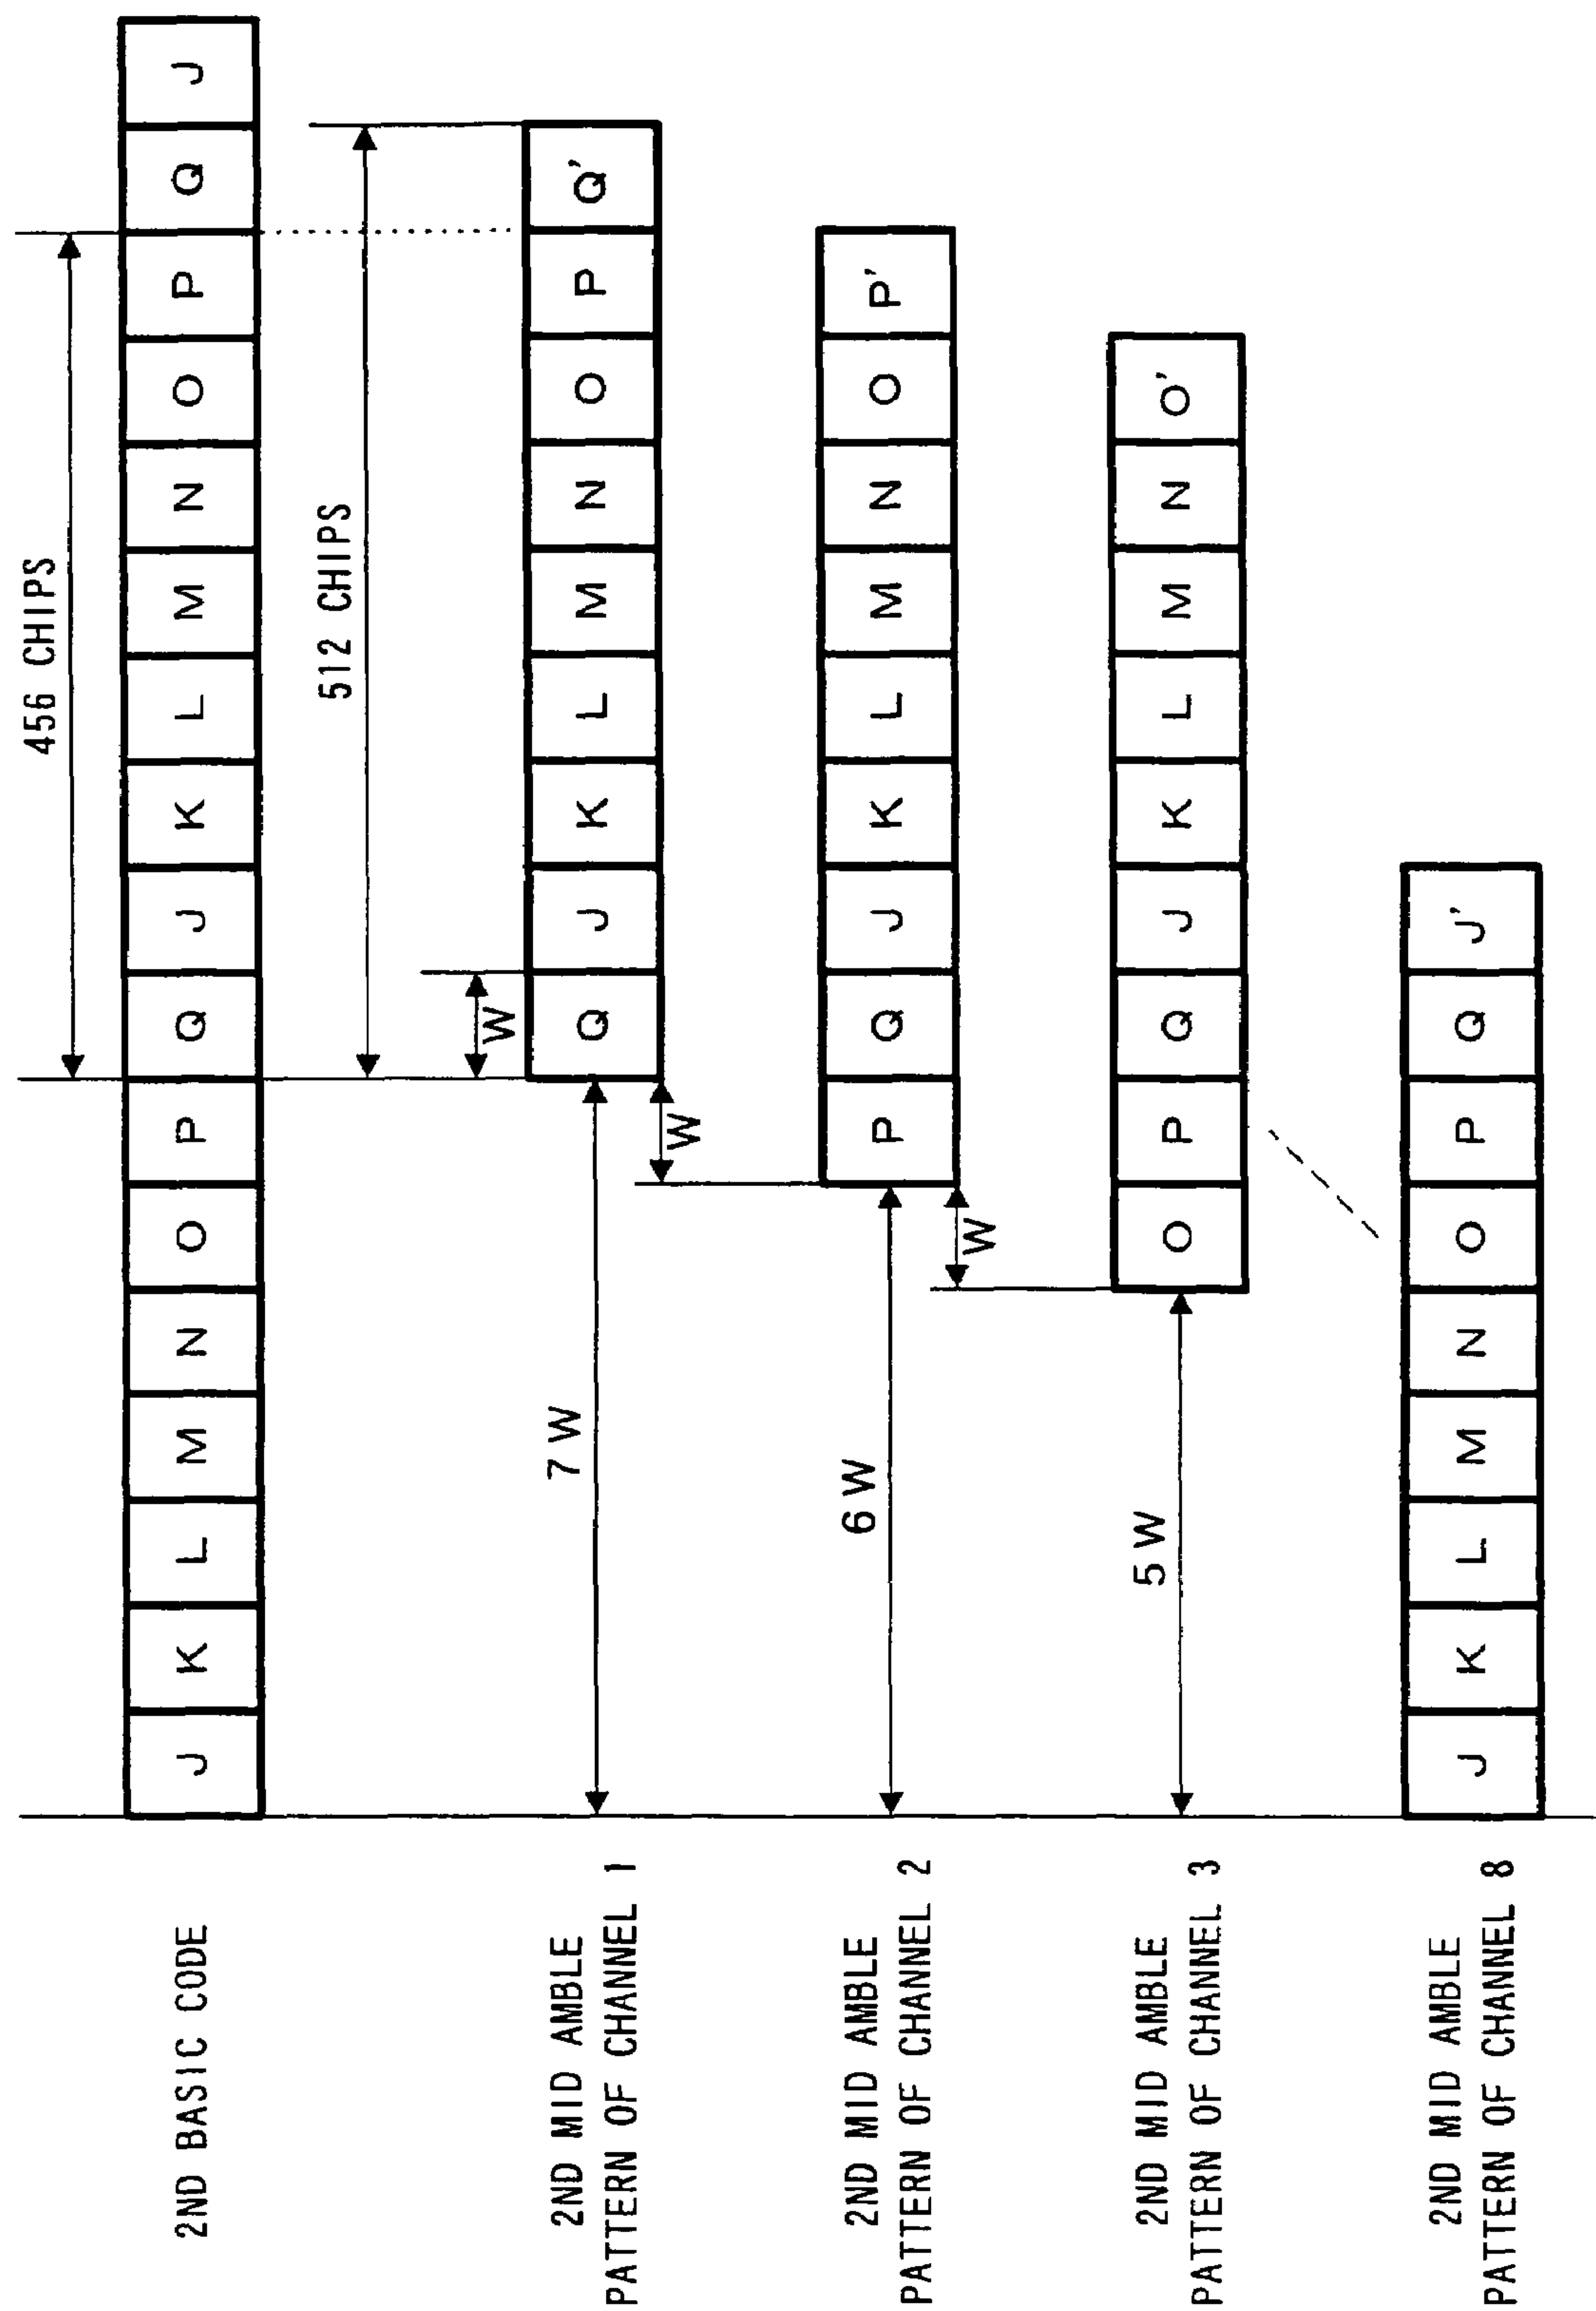 456 CHIPS
2ND BASIC CODE J K L M N O P Q J K L M N O P Q J
512 CHIPS
W
7 W
2ND MID AMBLE
PATTERN OF CHANNEL 1
Q J K L M N O P Q'
W
6 W
2ND MID AMBLE
PATTERN OF CHANNEL 2
P Q J K L M N O P'
W
5 W
2ND MID AMBLE
PATTERN OF CHANNEL 3
O P Q J K L M N O'
2ND MID AMBLE
PATTERN OF CHANNEL 8
J K L M N O P Q J'